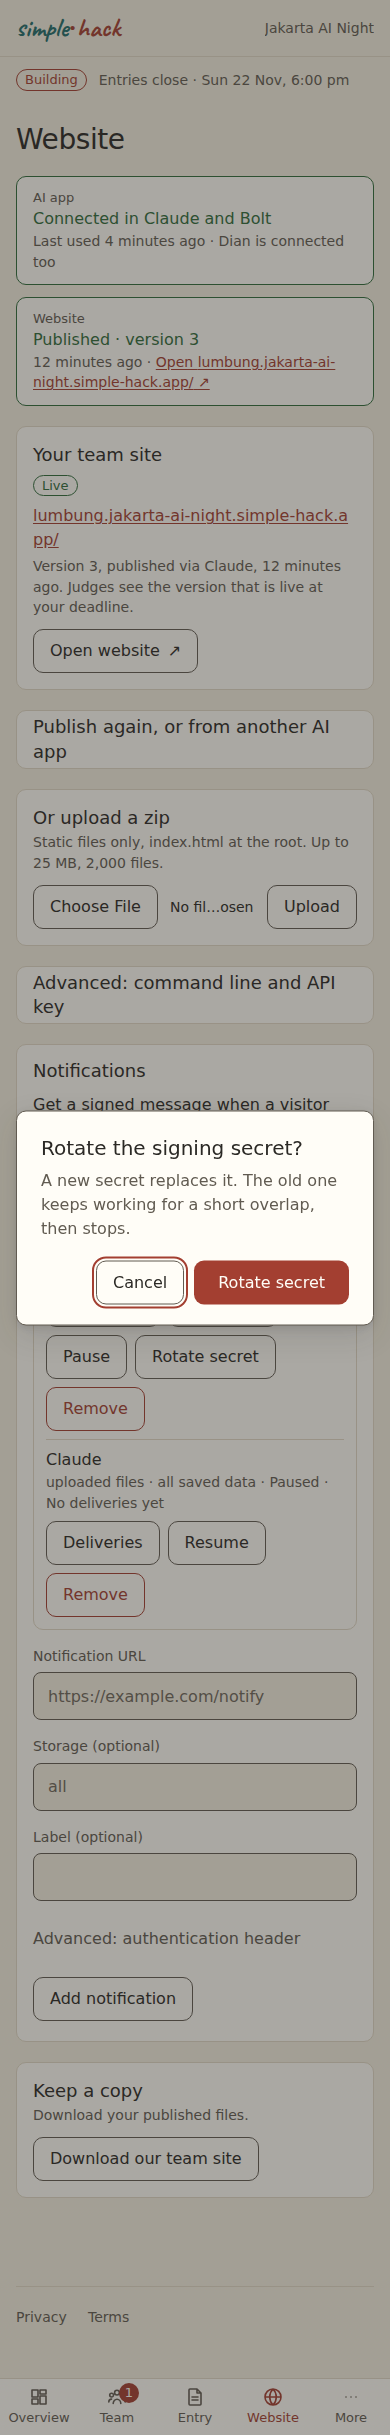 simple·hack
Jakarta AI Night
Building
Entries close · Sun 22 Nov, 6:00 pm
Website
AI app
Connected in Claude and Bolt
Last used 4 minutes ago · Dian is connected
too
Website
Published · version 3
12 minutes ago · Open lumbung.jakarta-ai-
night.simple-hack.app/ ↗
Your team site
Live
lumbung.jakarta-ai-night.simple-hack.a
pp/
Version 3, published via Claude, 12 minutes
ago. Judges see the version that is live at
your deadline.
Open website ↗
Publish again, or from another AI
app
Or upload a zip
Static files only, index.html at the root. Up to
25 MB, 2,000 files.
Choose File
No fil…osen
Upload
Advanced: command line and API
key
Notifications
Get a signed message when a visitor
Rotate the signing secret?
A new secret replaces it. The old one
keeps working for a short overlap,
then stops.
Cancel
Rotate secret
Pause
Rotate secret
Remove
Claude
uploaded files · all saved data · Paused ·
No deliveries yet
Deliveries
Resume
Remove
Notification URL
https://example.com/notify
Storage (optional)
all
Label (optional)
Advanced: authentication header
Add notification
Keep a copy
Download your published files.
Download our team site
Privacy
Terms
1
Overview
Team
Entry
Website
More